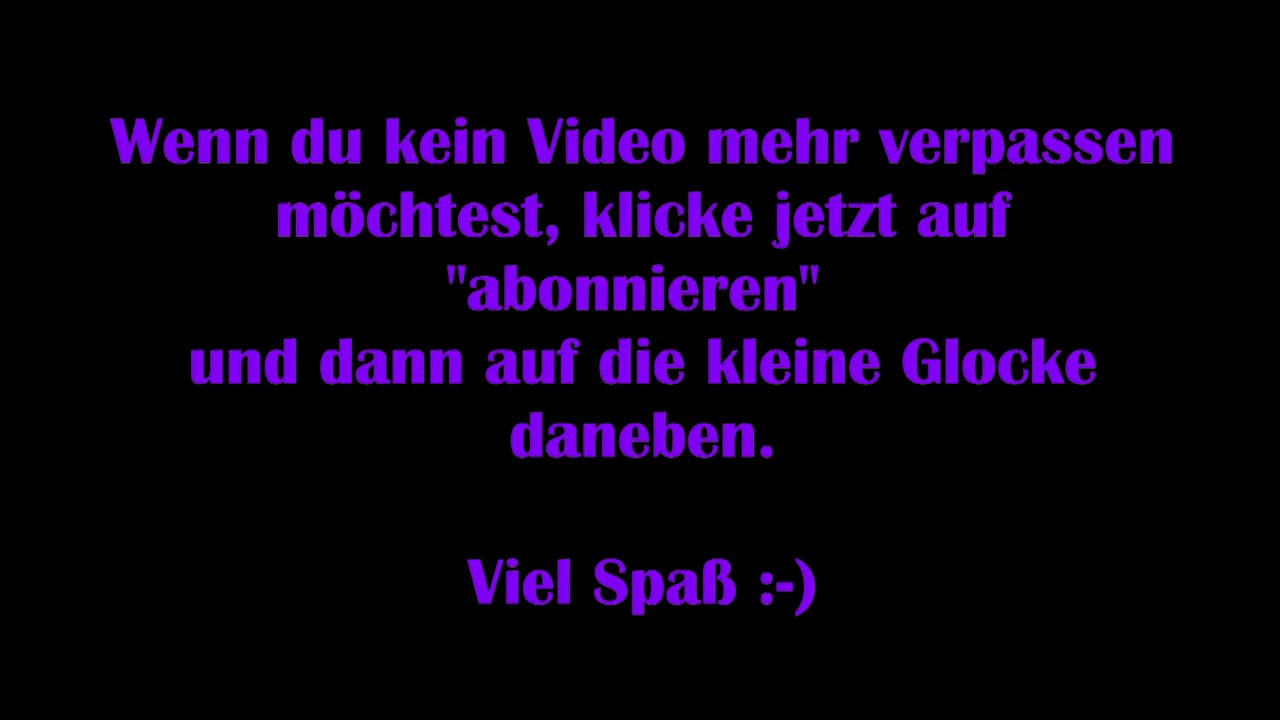 Wenn du kein Video mehr verpassen
möchtest, klicke jetzt auf
"abonnieren"
und dann auf die kleine Glocke
daneben.
Viel Spaß :-)